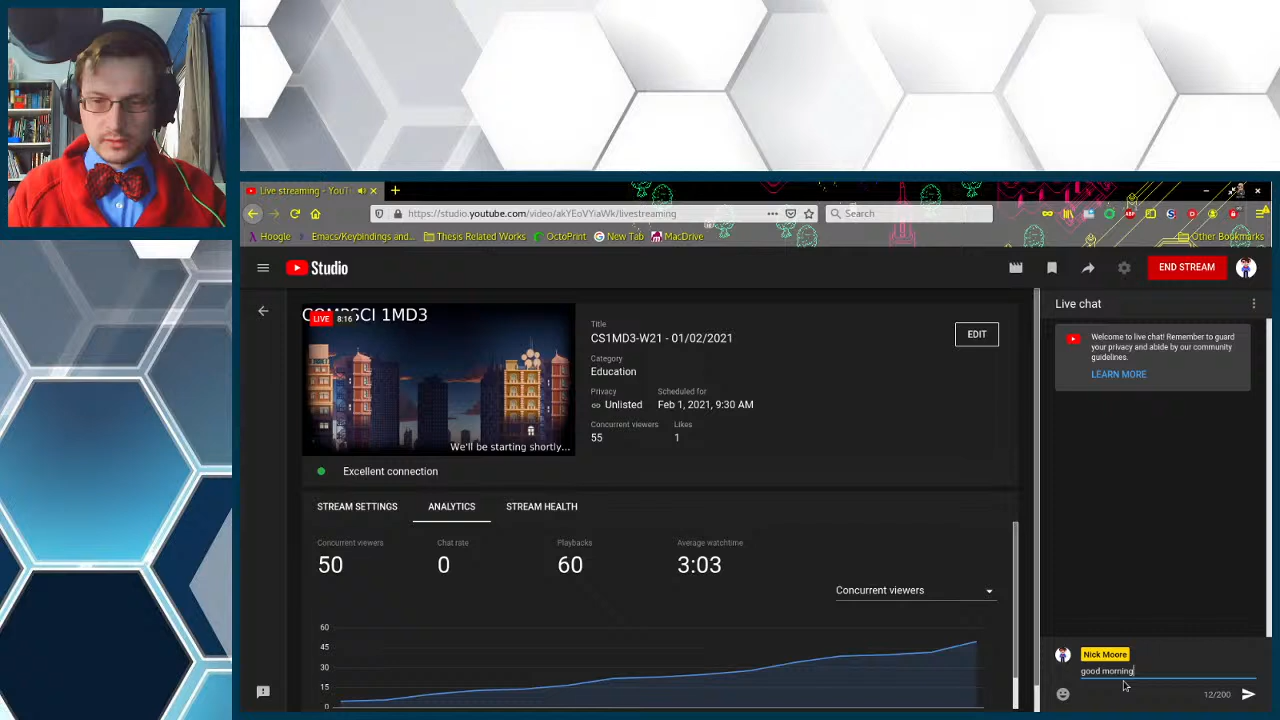 Live streaming - YouT
https://studio.youtube.com/video/akYEoVYiaWk/livestreaming
Search
Hoogle
Emacs/Keybindings and...
Thesis Related Works
OctoPrint
New Tab
MacDrive
Other Bookmarks
Studio
END STREAM
COMPSCI 1MD3
LIVE 8:16
We'll be starting shortly...
Title
CS1MD3-W21 - 01/02/2021
EDIT
Category
Education
Privacy
Unlisted
Scheduled for
Feb 1, 2021, 9:30 AM
Concurrent viewers
55
Likes
1
Excellent connection
STREAM SETTINGS
ANALYTICS
STREAM HEALTH
Concurrent viewers
50
Chat rate
0
Playbacks
60
Average watchtime
3:03
Concurrent viewers
60
45
30
15
0
Live chat
Welcome to live chat! Remember to guard
your privacy and abide by our community
guidelines.
LEARN MORE
Nick Moore
good morning
12/200